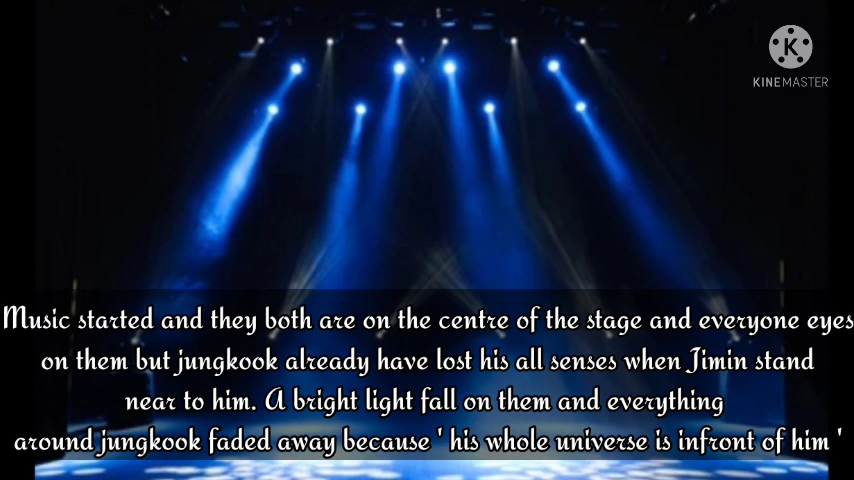 K
KINEMASTER
Music started and they both are on the centre of the stage and everyone eyes
on them but jungkook already have lost his all senses when Jimin stand
near to him. A bright light fall on them and everything
around jungkook faded away because ' his whole universe is infront of him '